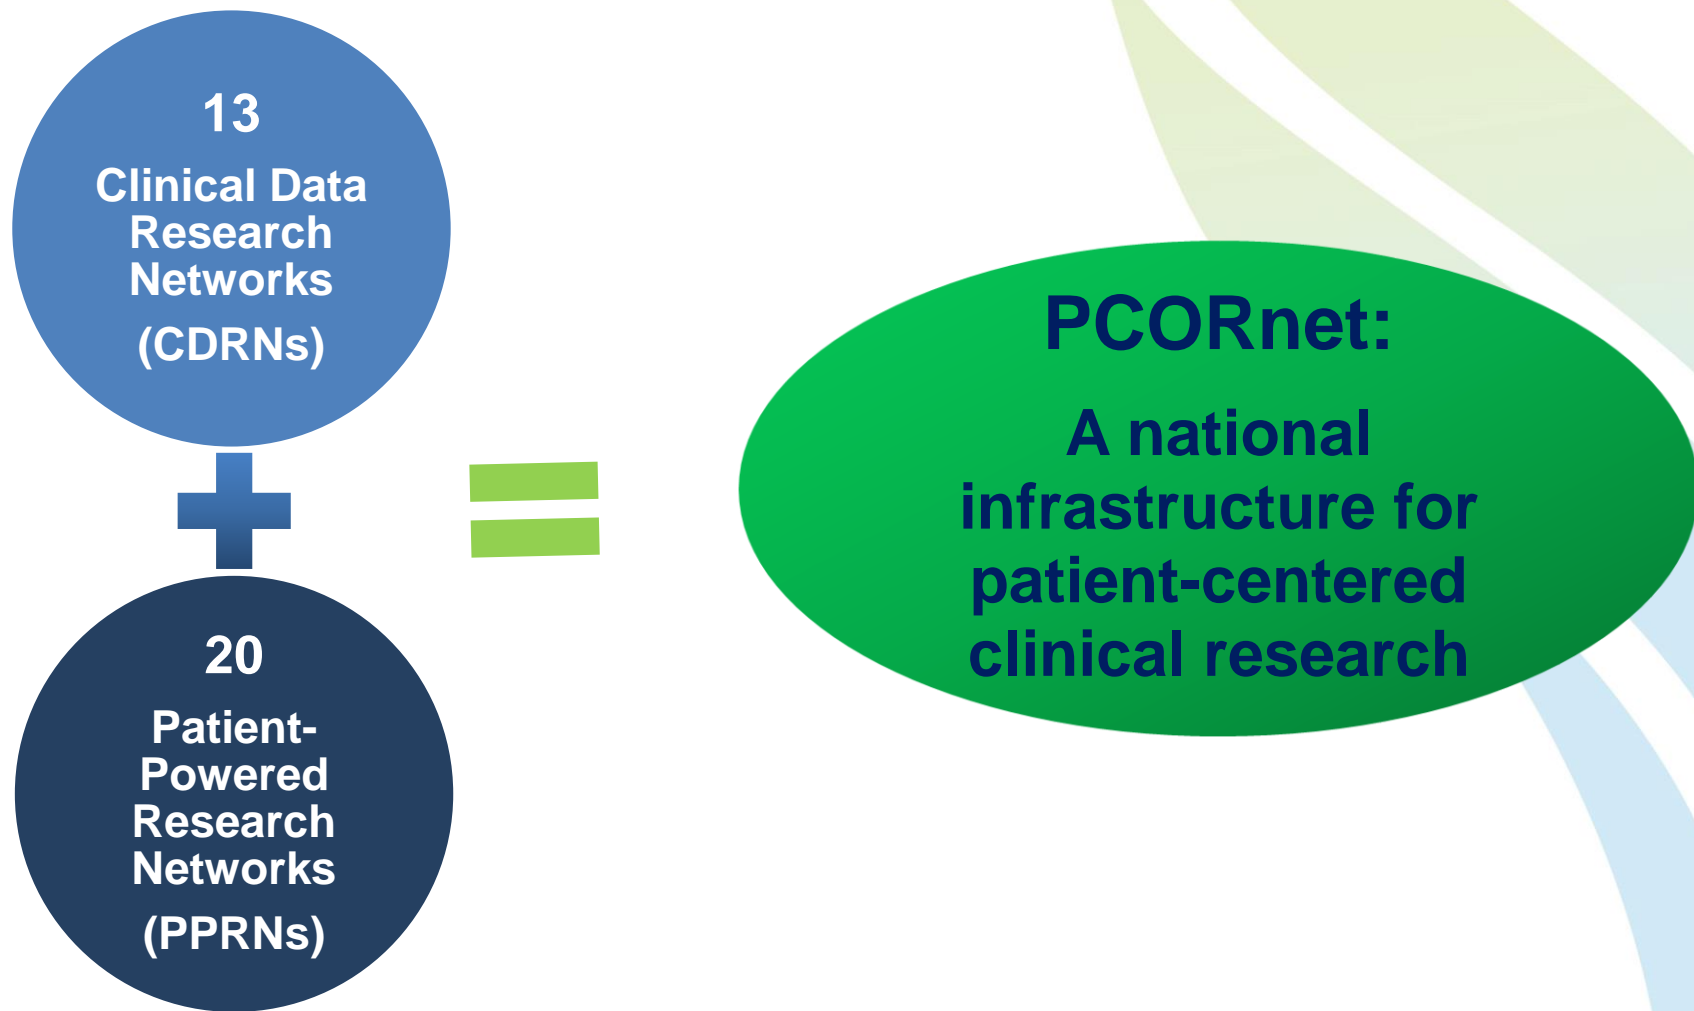 13
Clinical Data
Research
Networks
(CDRNs)
20
Patient-
Powered
Research
Networks
(PPRNs)
PCORnet:
A national
infrastructure for
patient-centered
clinical research